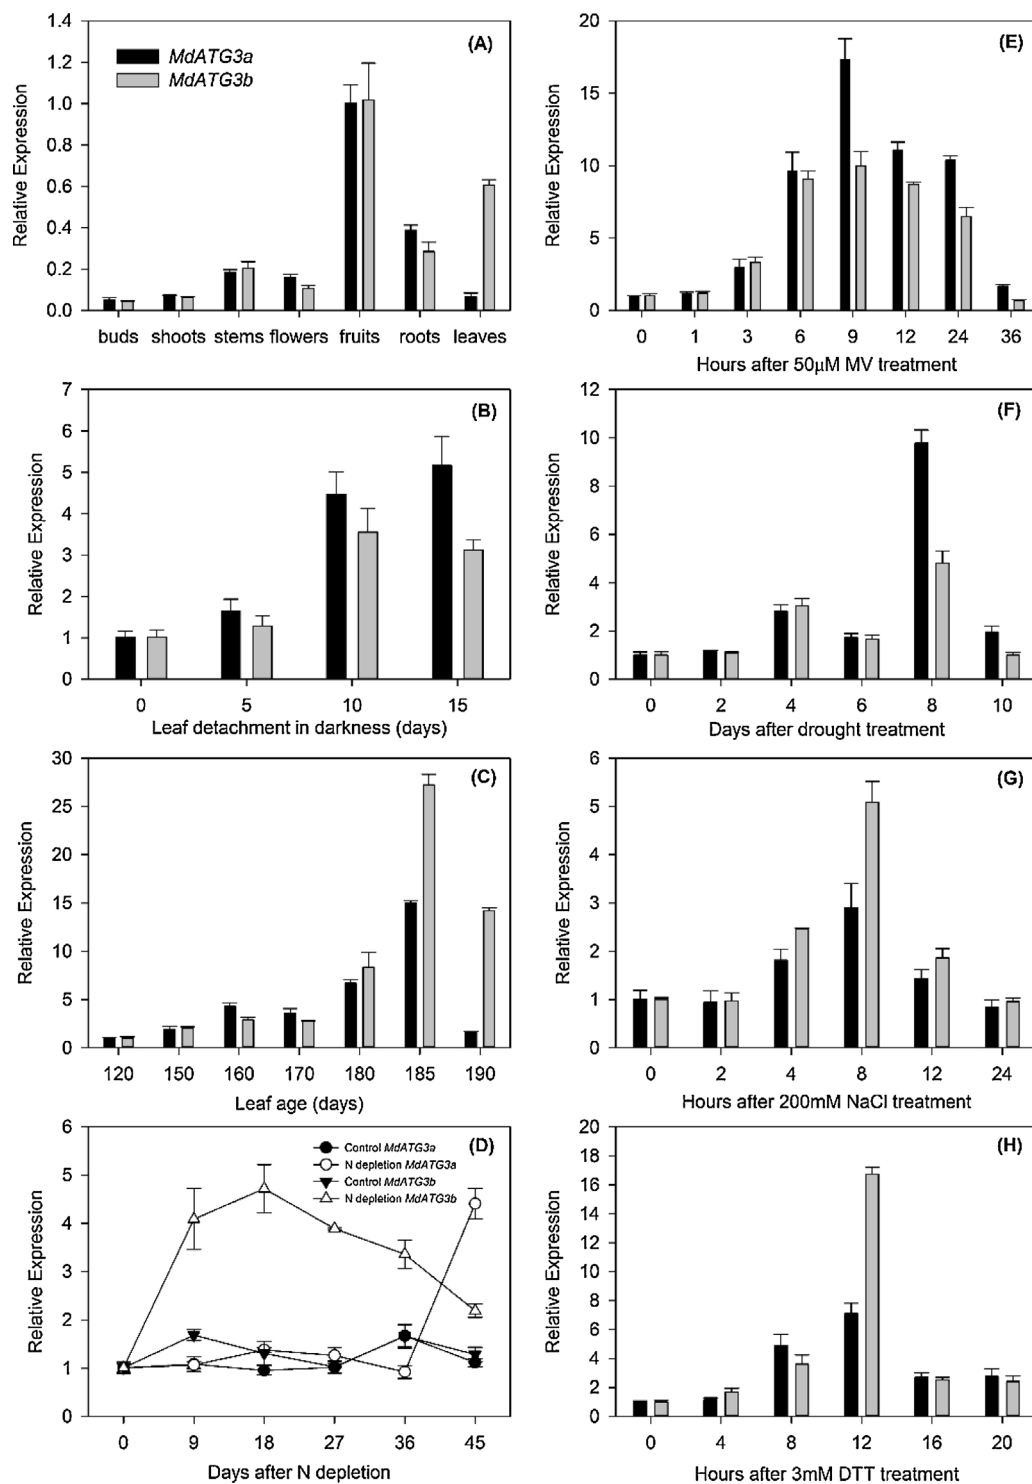 (A)
MdATG3a
MdATG3b
Relative Expression
1.4
1.2
1.0
0.8
0.6
0.4
0.2
0.0
buds shoots stems flowers fruits roots leaves
(B)
Relative Expression
7
6
5
4
3
2
1
0
0 5 10 15
Leaf detachment in darkness (days)
(C)
Relative Expression
30
25
20
15
10
5
0
120 150 160 170 180 185 190
Leaf age (days)
(D)
Control MdATG3a
N depletion MdATG3a
Control MdATG3b
N depletion MdATG3b
Relative Expression
6
5
4
3
2
1
0
0 9 18 27 36 45
Days after N depletion
(E)
Relative Expression
20
15
10
5
0
0 1 3 6 9 12 24 36
Hours after 50μM MV treatment
(F)
Relative Expression
12
10
8
6
4
2
0
0 2 4 6 8 10
Days after drought treatment
(G)
Relative Expression
6
5
4
3
2
1
0
0 2 4 8 12 24
Hours after 200mM NaCl treatment
(H)
Relative Expression
20
18
16
14
12
10
8
6
4
2
0
0 4 8 12 16 20
Hours after 3mM DTT treatment